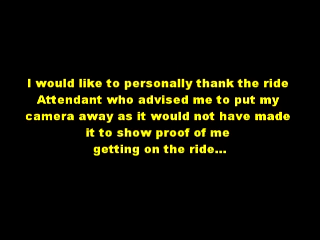 I would like to personally thank the ride
Attendant who advised me to put my
camera away as it would not have made
it to show proof of me
getting on the ride...